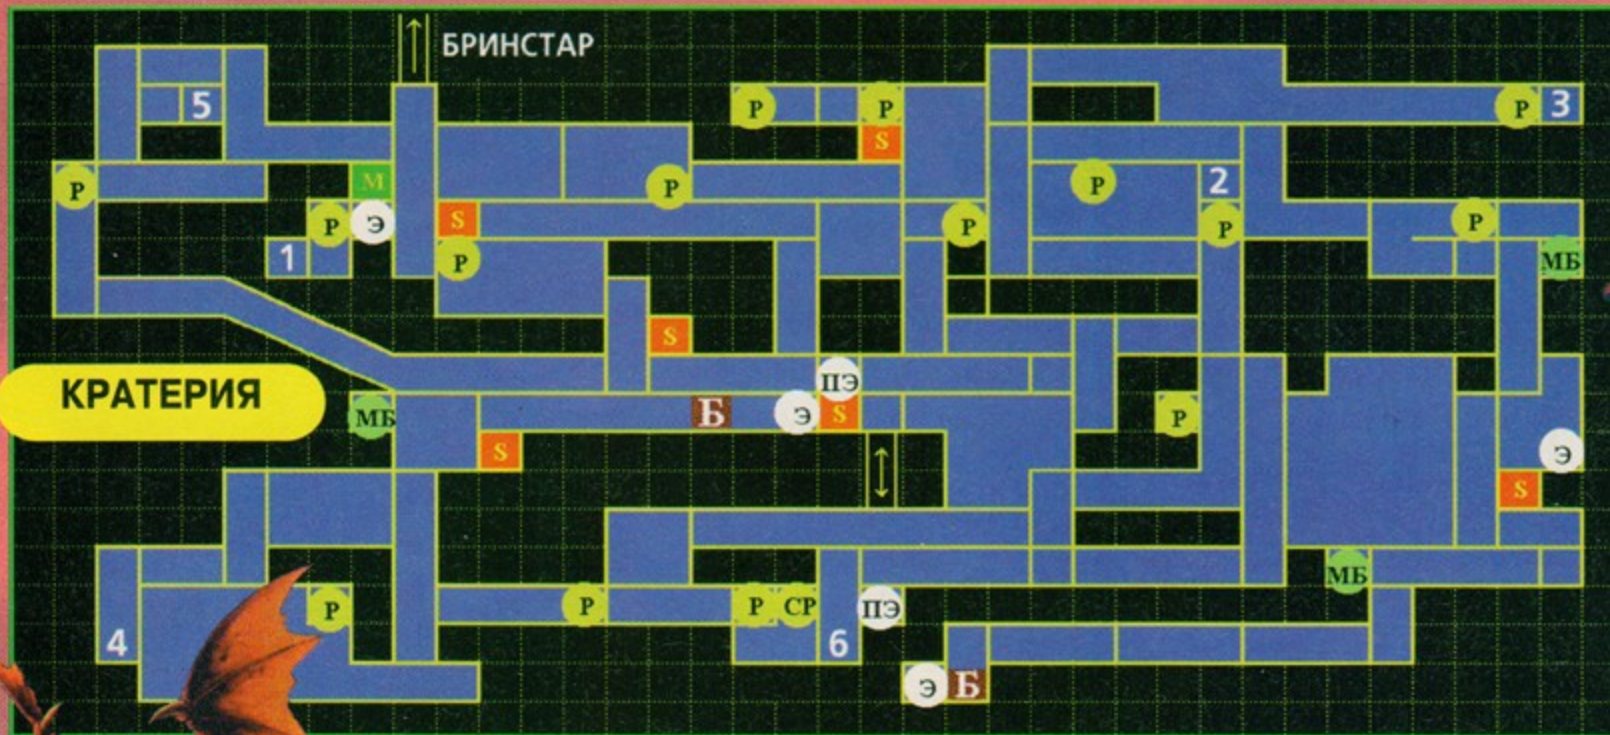 БРИНСТАР
5 Р Р Р 3
S
Р М Р Р 2
Р Э S Р Р Р
1 Р МБ
S
КРАТЕРИЯ ПЭ
МБ Б Э S Р
S Э
S
МБ
Р Р Р СР ПЭ
4 6
Э Б